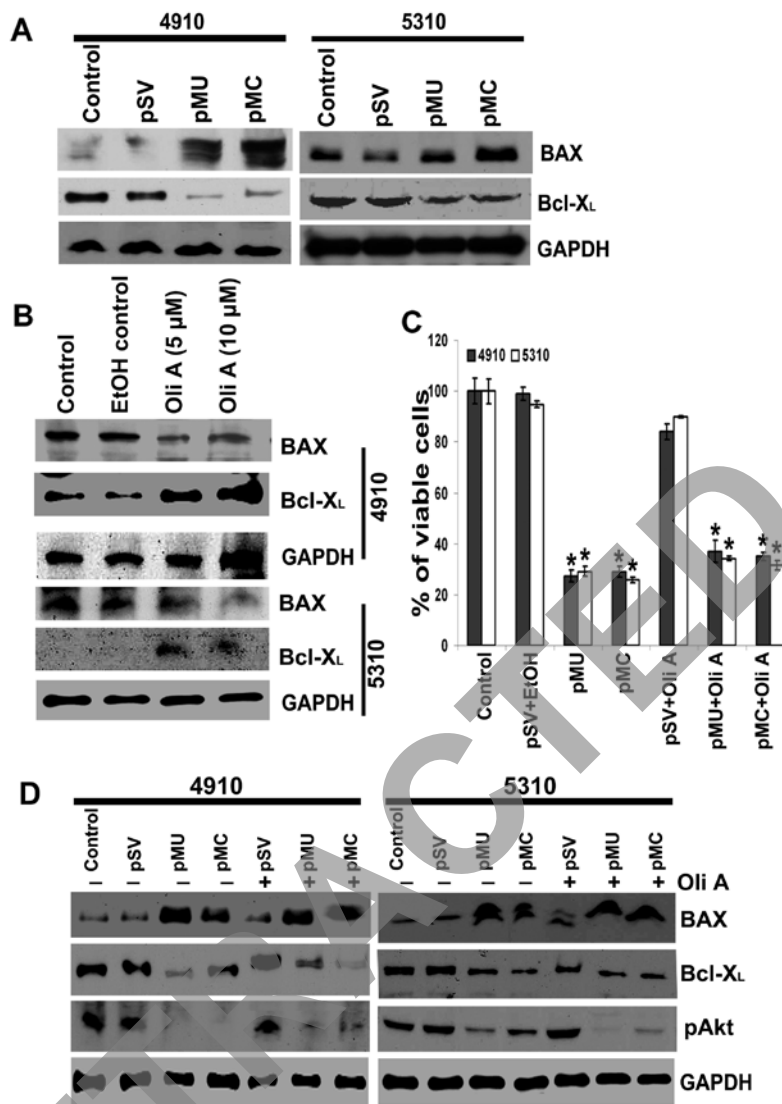 A
4910
5310
Control pSV pMU pMC
Control pSV pMU pMC
BAX
Bcl-XL
GAPDH
B
Control
EtOH control
Oli A (5 µM)
Oli A (10 µM)
BAX
Bcl-XL
GAPDH
4910
BAX
Bcl-XL
GAPDH
5310
C
% of viable cells
120
100
80
60
40
20
0
4910 5310
* * * * * * * *
Control
pSV+EtOH
pMU
pMC
pSV+Oli A
pMU+Oli A
pMC+Oli A
D
4910
5310
Control pSV pMU pMC pSV pMU pMC
Control pSV pMU pMC pSV pMU pMC
– – – – + + +
– – – – + + + Oli A
BAX
Bcl-XL
pAkt
GAPDH
RETRACTED